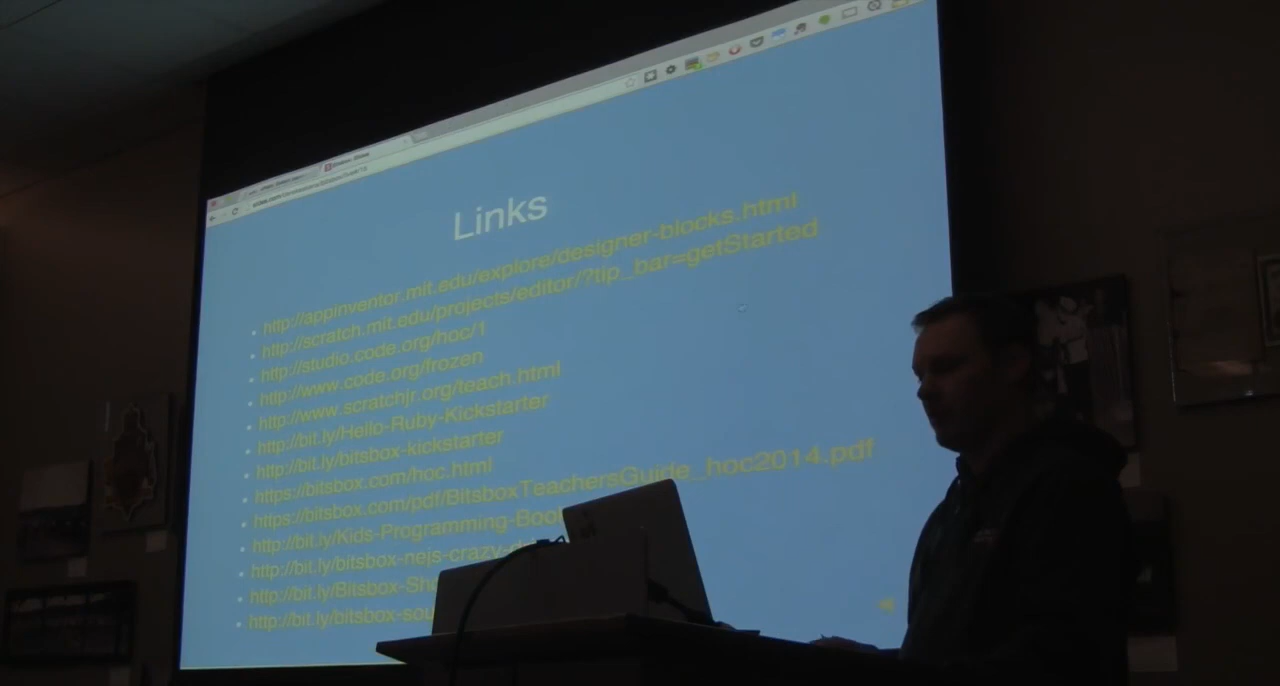 Links
http://appinventor.mit.edu/explore/designer-blocks.html
http://scratch.mit.edu/projects/editor/?tip_bar=getStarted
http://studio.code.org/hoc/1
http://www.code.org/frozen
http://www.scratchjr.org/teach.html
http://bit.ly/Hello-Ruby-Kickstarter
http://bit.ly/bitsbox-kickstarter
https://bitsbox.com/hoc.html
https://bitsbox.com/pdf/BitsboxTeachersGuide_hoc2014.pdf
http://bit.ly/Kids-Programming-Boo
http://bit.ly/bitsbox-nejs-crazy-
http://bit.ly/Bitsbox-Sh
http://bit.ly/bitsbox-sou